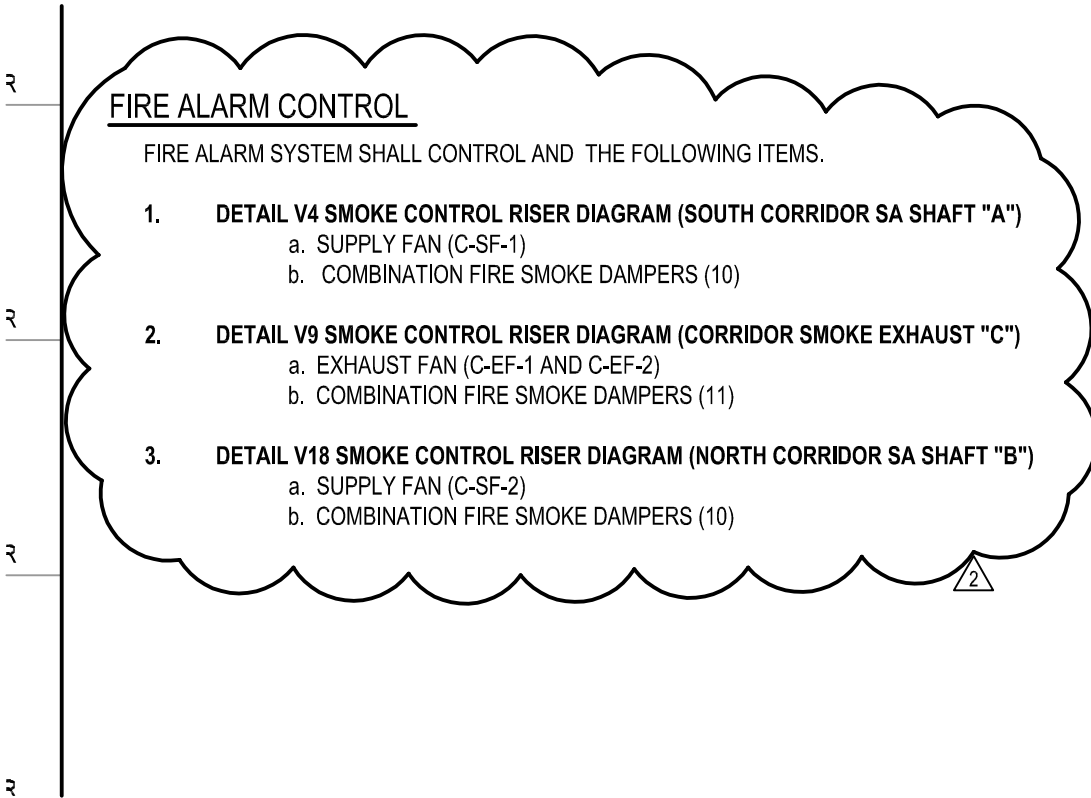 FIRE ALARM CONTROL
FIRE ALARM SYSTEM SHALL CONTROL AND THE FOLLOWING ITEMS.
1. DETAIL V4 SMOKE CONTROL RISER DIAGRAM (SOUTH CORRIDOR SA SHAFT "A")
a. SUPPLY FAN (C-SF-1)
b. COMBINATION FIRE SMOKE DAMPERS (10)
2. DETAIL V9 SMOKE CONTROL RISER DIAGRAM (CORRIDOR SMOKE EXHAUST "C")
a. EXHAUST FAN (C-EF-1 AND C-EF-2)
b. COMBINATION FIRE SMOKE DAMPERS (11)
3. DETAIL V18 SMOKE CONTROL RISER DIAGRAM (NORTH CORRIDOR SA SHAFT "B")
a. SUPPLY FAN (C-SF-2)
b. COMBINATION FIRE SMOKE DAMPERS (10)
2